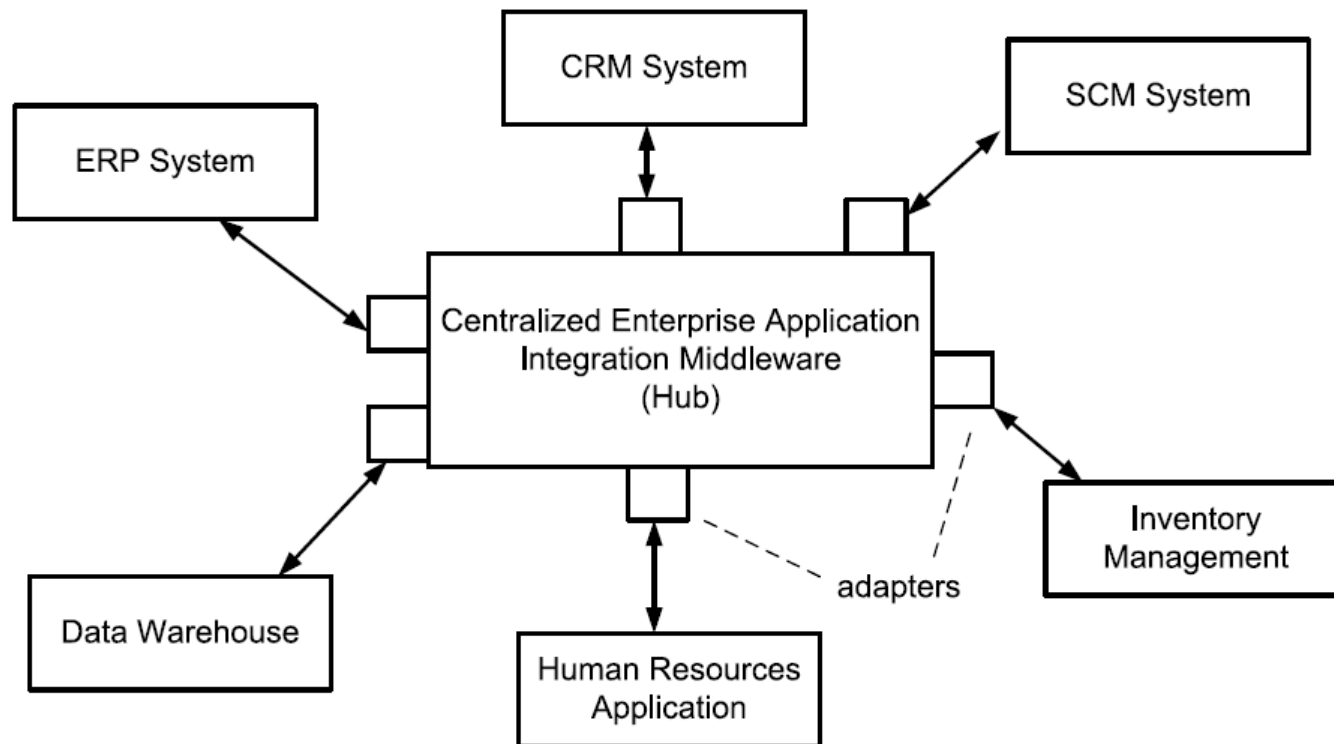 CRM System
SCM System
ERP System
Centralized Enterprise Application
Integration Middleware
(Hub)
Inventory
Management
adapters
Data Warehouse
Human Resources
Application